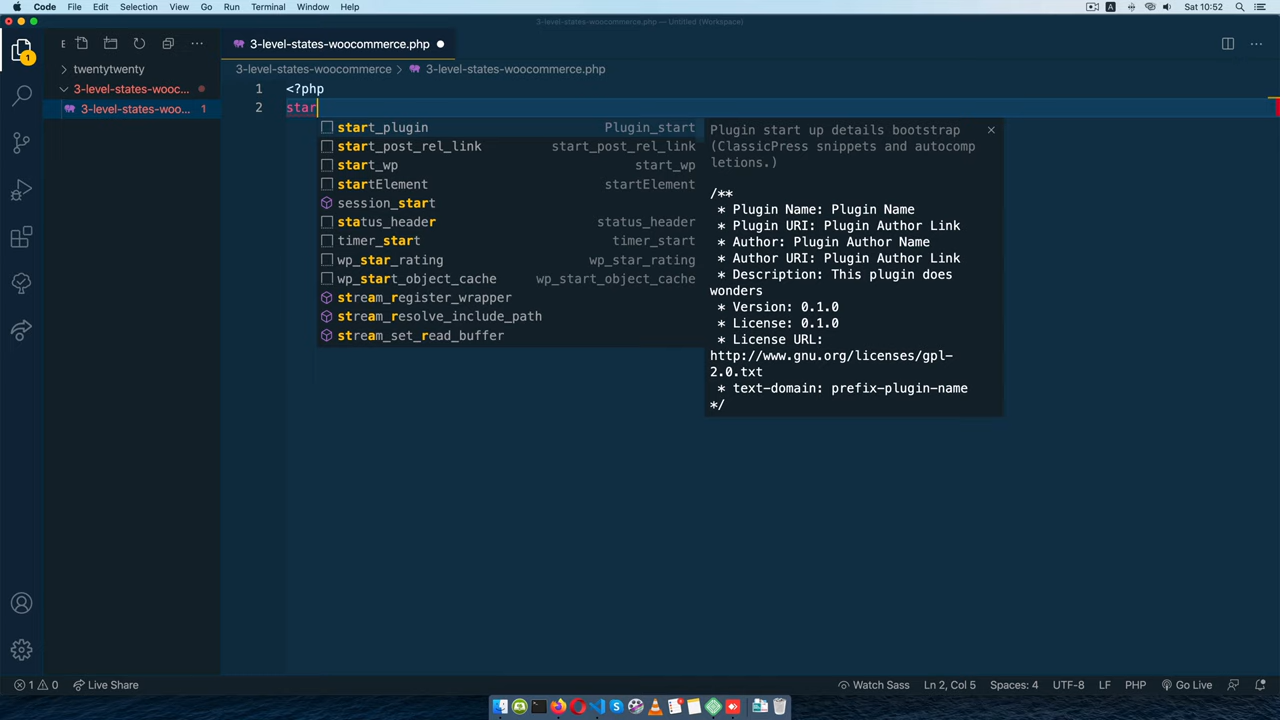 Code File Edit Selection View Go Run Terminal Window Help A Sat 10:52
3-level-states-woocommerce.php — Untitled (Workspace)
E
3-level-states-woocommerce.php
twentytwenty
3-level-states-woocommerce > 3-level-states-woocommerce.php
3-level-states-woocomm...
1 <?php
3-level-states-woo... 1
2 star
1
start_plugin Plugin_start
start_post_rel_link start_post_rel_link
start_wp start_wp
startElement startElement
session_start
status_header status_header
timer_start timer_start
wp_star_rating wp_star_rating
wp_start_object_cache wp_start_object_cache
stream_register_wrapper
stream_resolve_include_path
stream_set_read_buffer
Plugin start up details bootstrap
(ClassicPress snippets and autocomp
letions.)
/**
* Plugin Name: Plugin Name
* Plugin URI: Plugin Author Link
* Author: Plugin Author Name
* Author URI: Plugin Author Link
* Description: This plugin does
wonders
* Version: 0.1.0
* License: 0.1.0
* License URL:
http://www.gnu.org/licenses/gpl-
2.0.txt
* text-domain: prefix-plugin-name
*/
1 0 Live Share Watch Sass Ln 2, Col 5 Spaces: 4 UTF-8 LF PHP Go Live